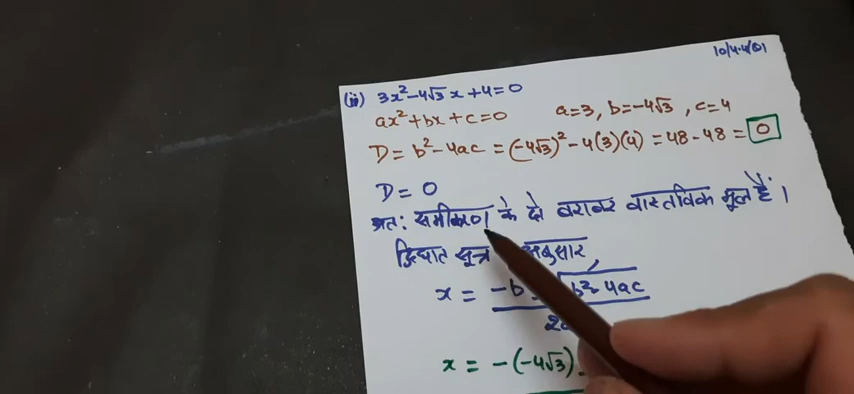 10/4.4/Q1
(ii) 3x²-4√3 x+4=0
ax²+bx+c=0 a=3, b=-4√3, c=4
D= b²-4ac = (-4√3)² - 4(3)(4) = 48-48 = 0
D= 0
अतः समीकरण के दो बराबर वास्तविक मूल हैं।
द्विघात सूत्र अनुसार,
x = -b √b²-4ac
2
x = -(-4√3)